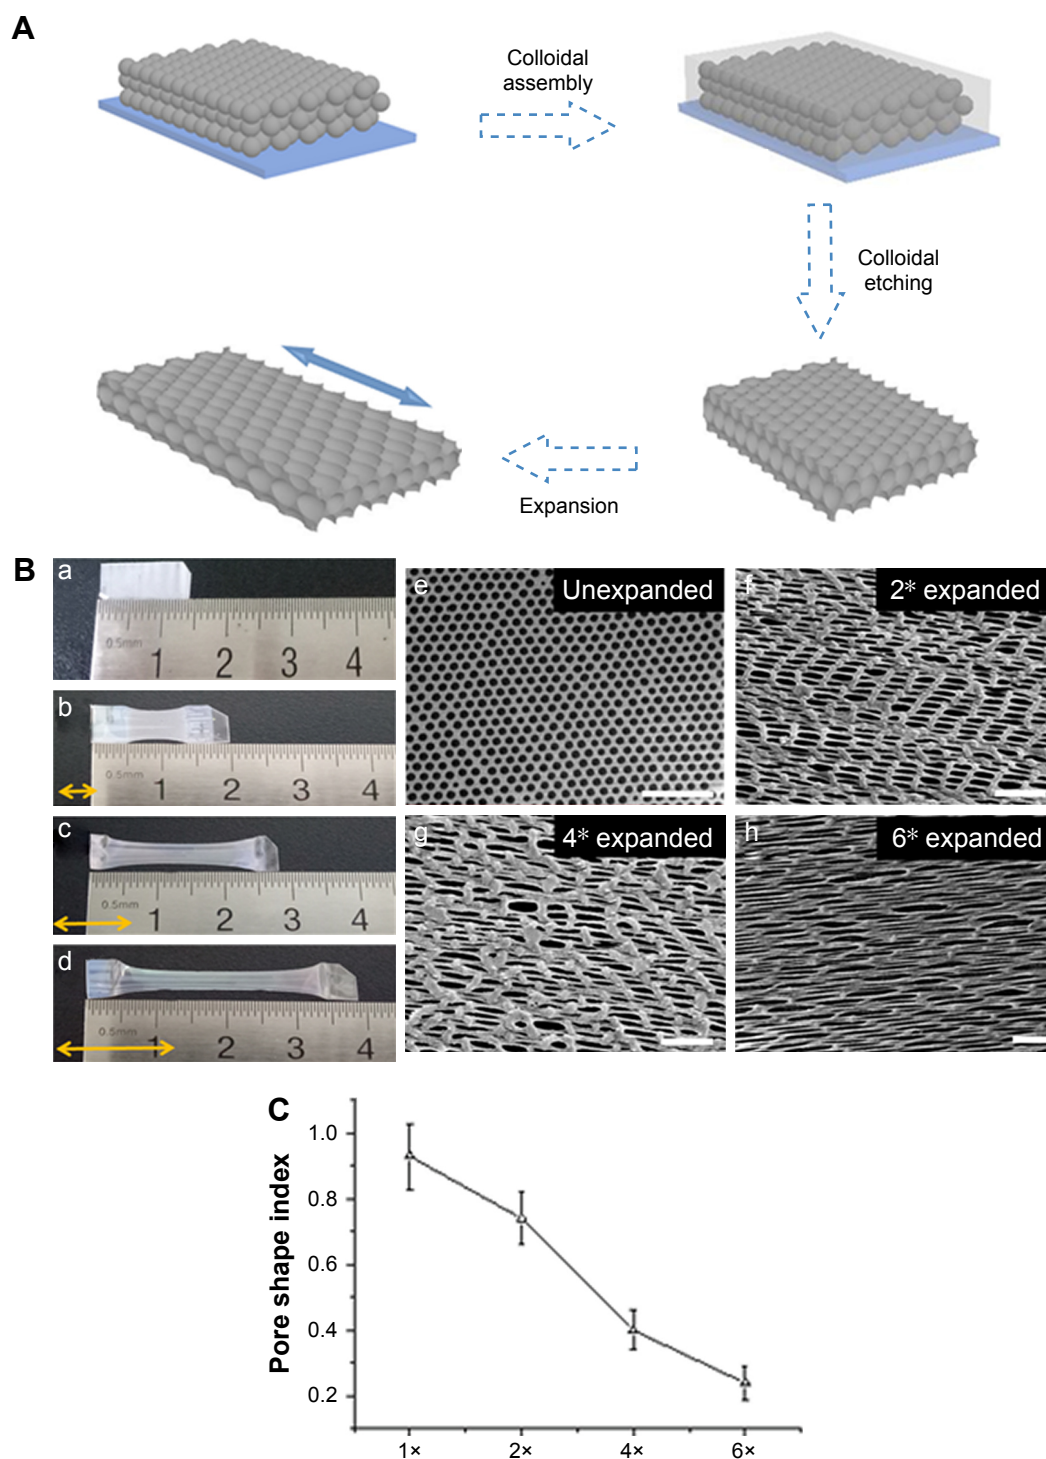 A
Colloidal
assembly
Colloidal
etching
Expansion
B
a
0.5mm
1 2 3 4
b
0.5mm
1 2 3 4
c
0.5mm
1 2 3 4
d
0.5mm
1 2 3 4
e
Unexpanded
f
2* expanded
g
4* expanded
h
6* expanded
C
Pore shape index
1.0
0.8
0.6
0.4
0.2
1× 2× 4× 6×